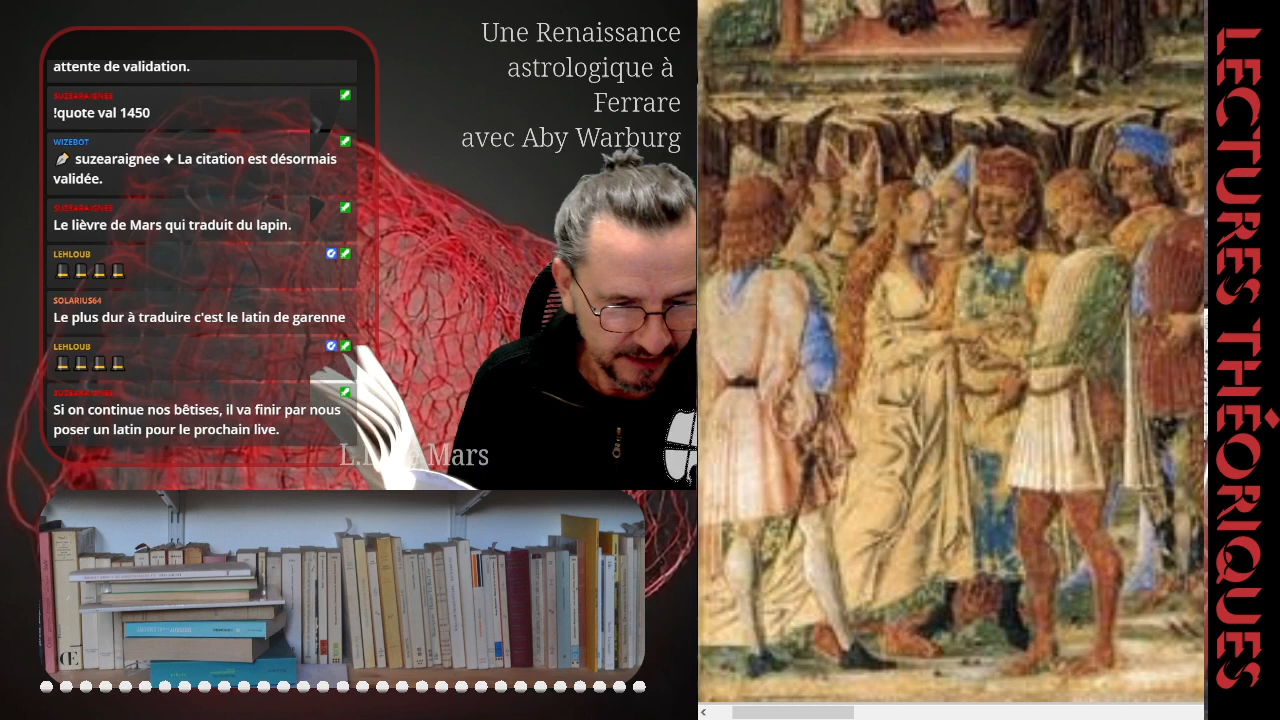 attente de validation.
SUZEARAIGNEE
!quote val 1450
WIZEBOT
suzearaignee ✦ La citation est désormais
validée.
SUZEARAIGNEE
Le lièvre de Mars qui traduit du lapin.
LEHLOUB
SOLARIUS64
Le plus dur à traduire c'est le latin de garenne
LEHLOUB
SUZEARAIGNEE
Si on continue nos bêtises, il va finir par nous
poser un latin pour le prochain live.
Une Renaissance
astrologique à
Ferrare
avec Aby Warburg
Mars
Œ
LECTURES THÉORIQUES